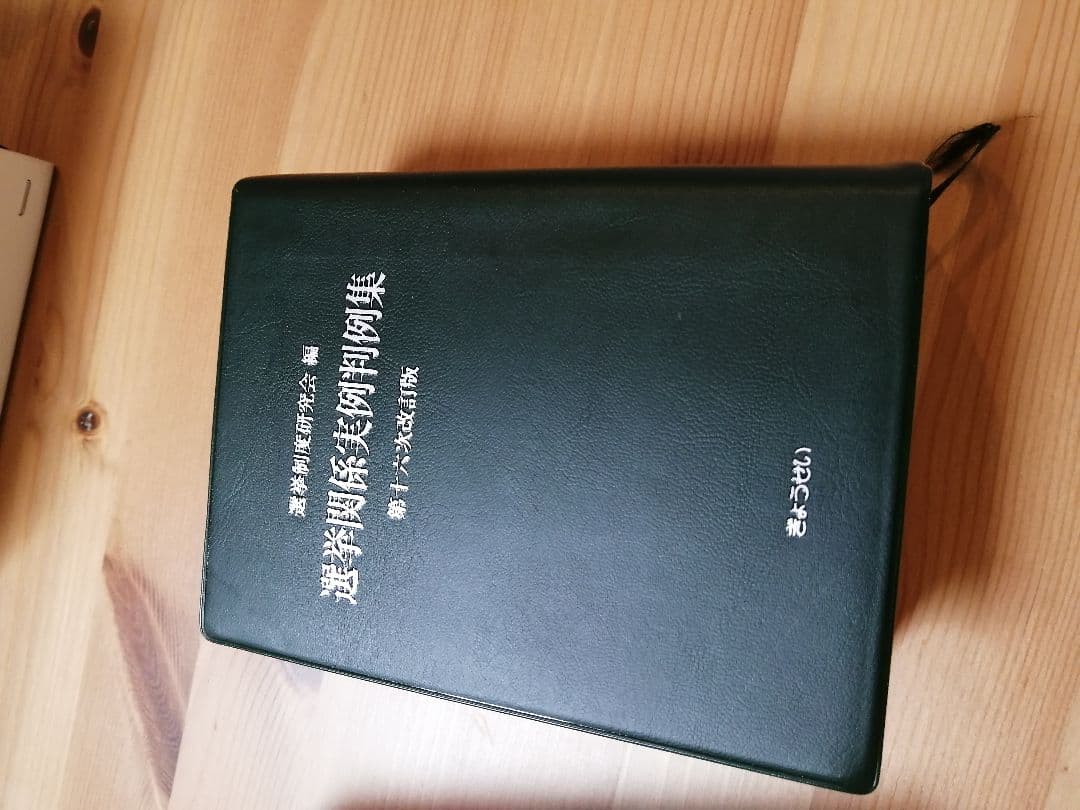 選挙制度研究会 編
選挙関係実例判例集
第十六次改訂版
ぎょうせい